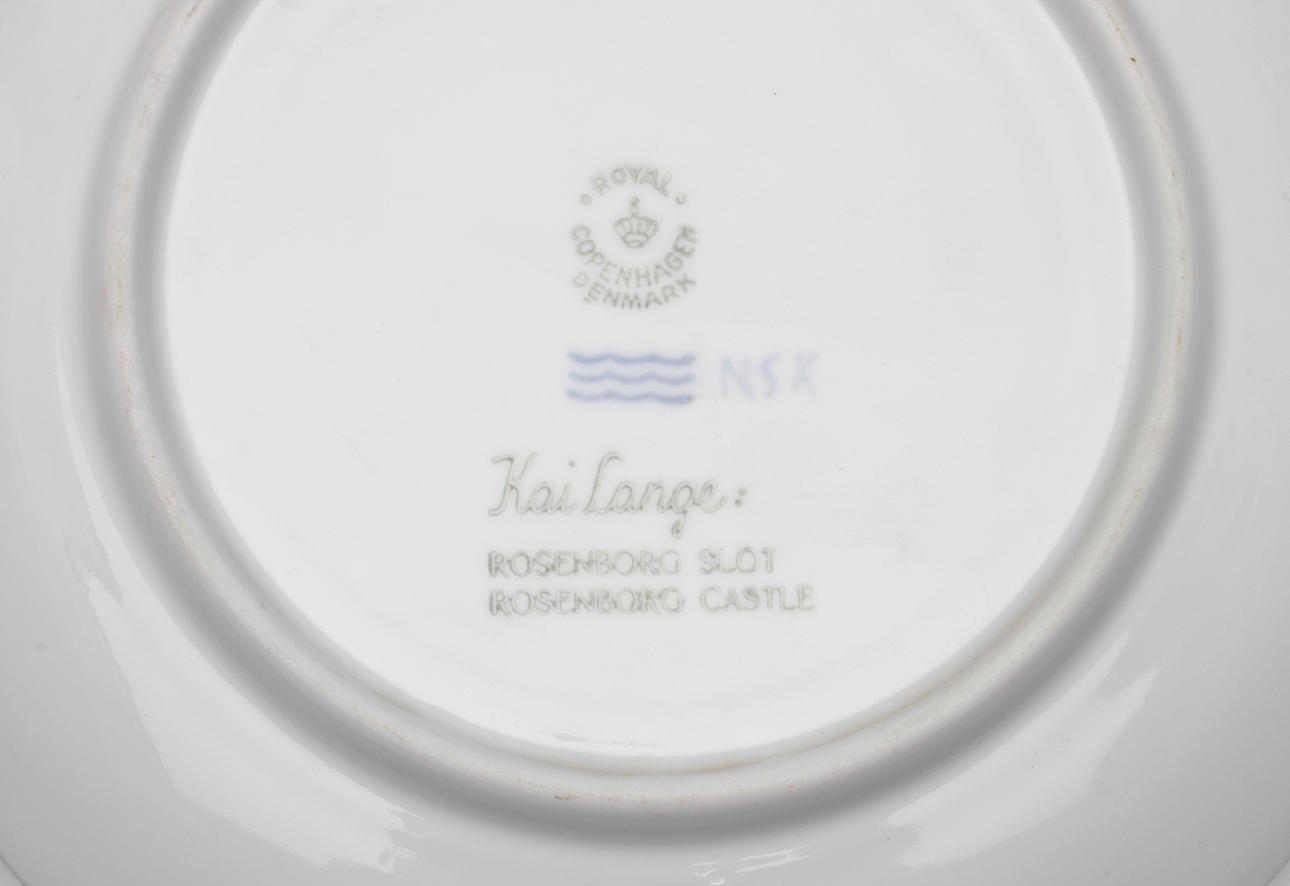 ROYAL
COPENHAGEN
DENMARK
NSX
Kai Lange:
ROSENBORG SLOT
ROSENBORG CASTLE